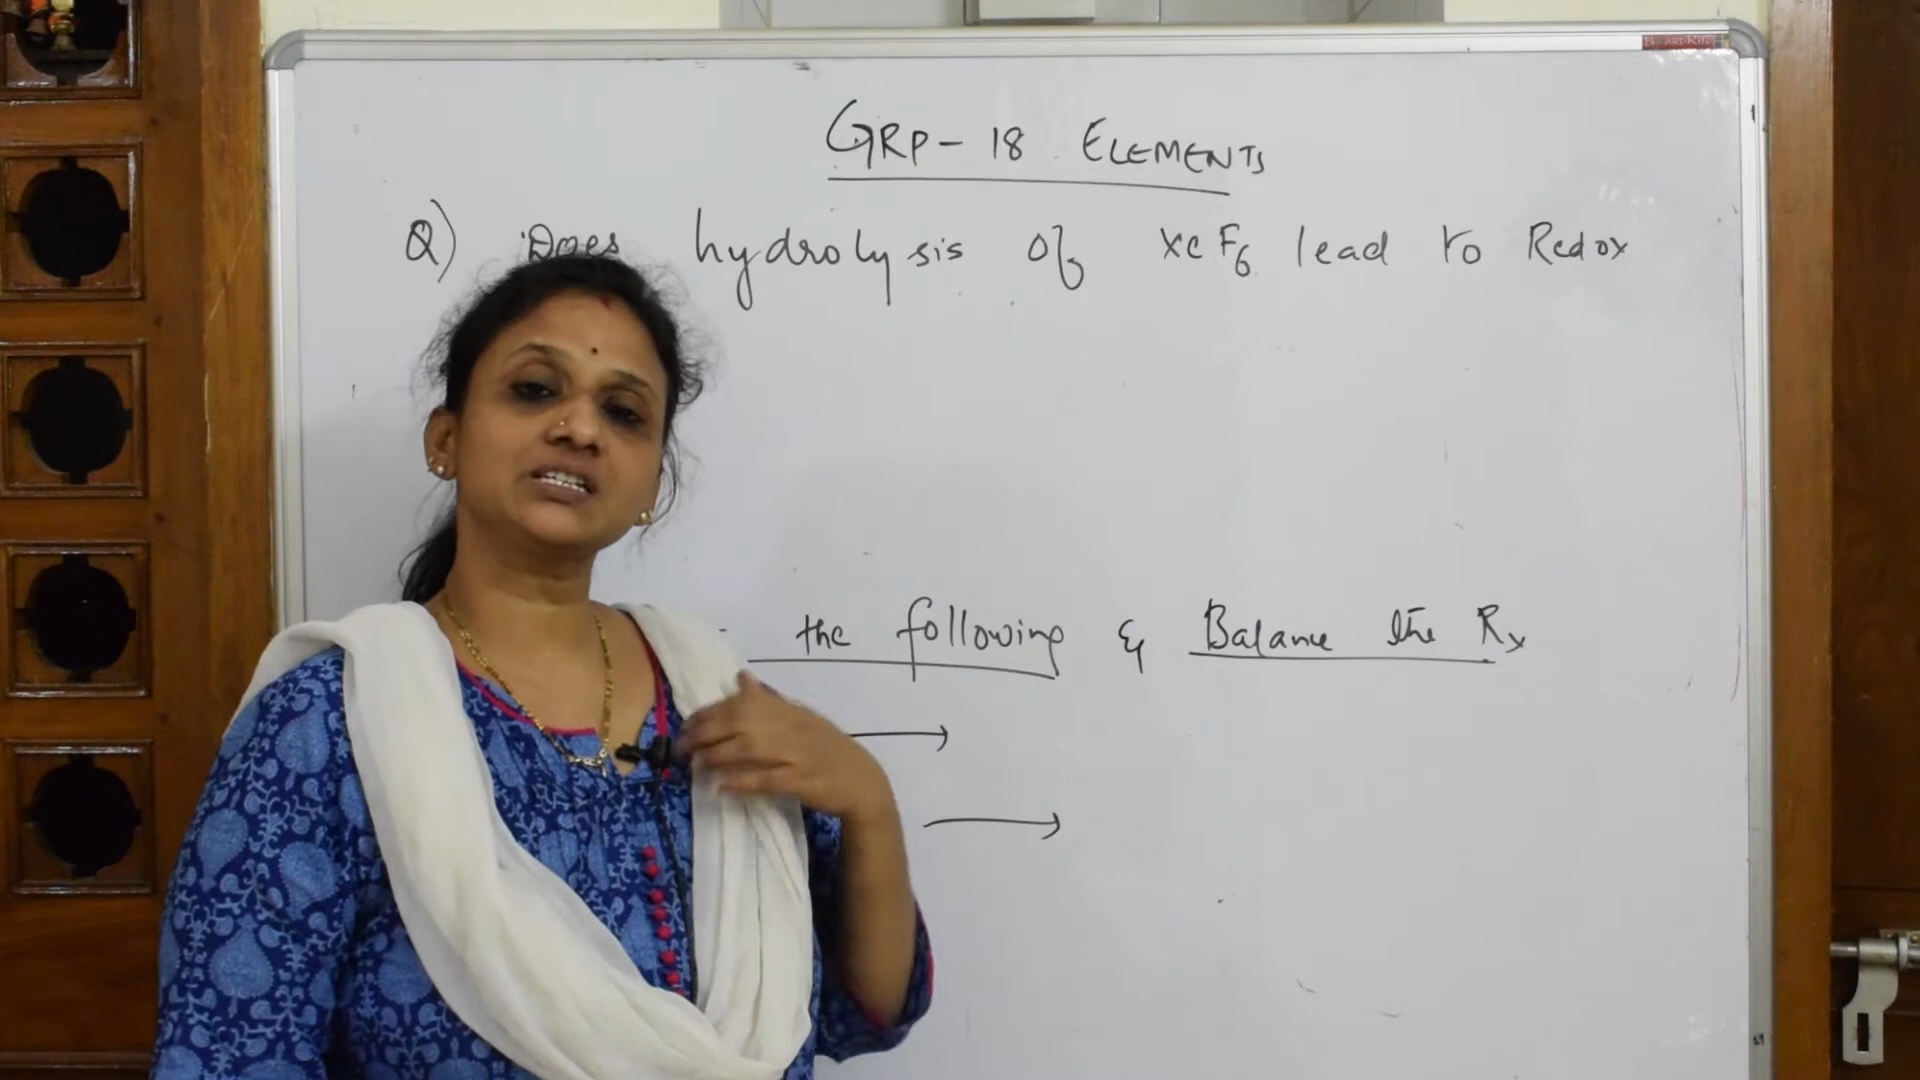 GRP-18 ELEMENTS
Q) Does hydrolysis of XeF6 lead to Redox
the following & Balance the Rx